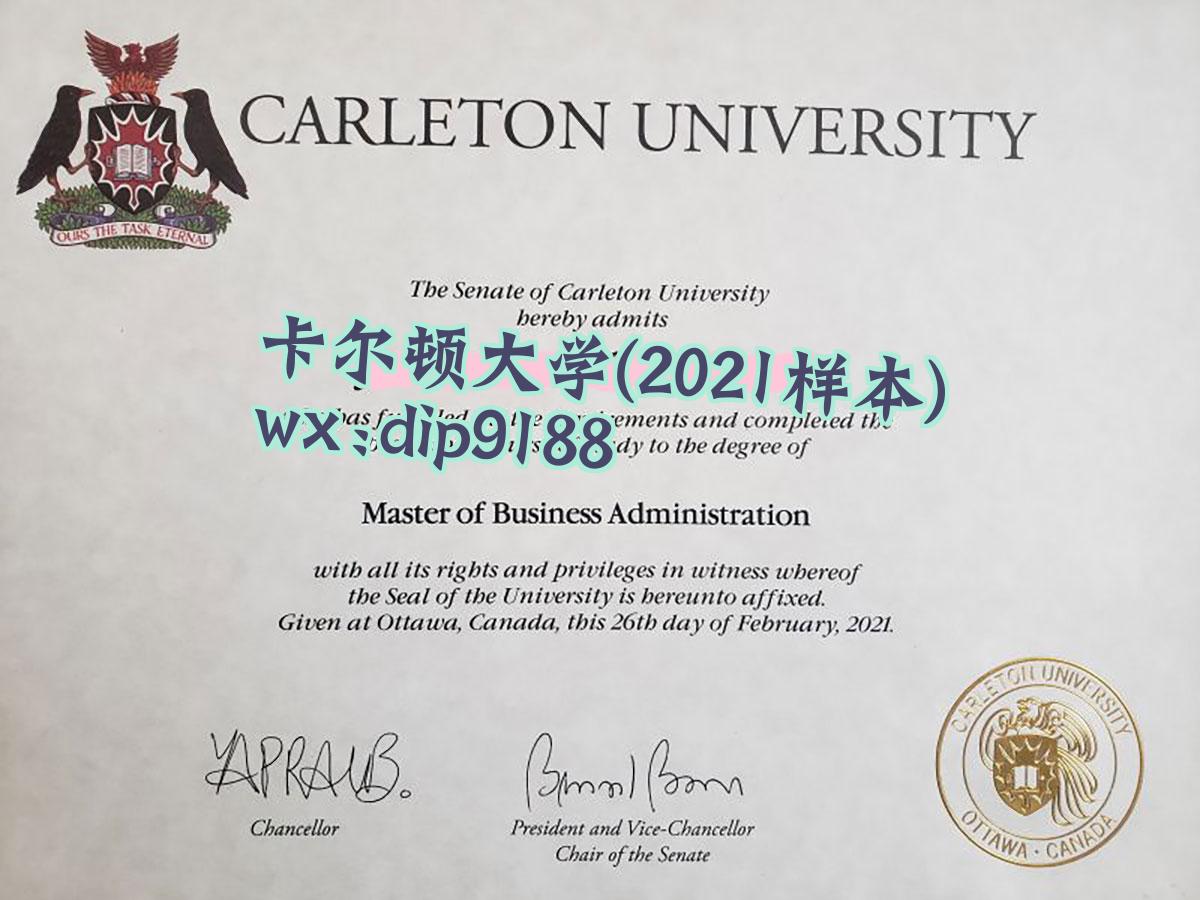 CARLETON UNIVERSITY
OURS THE TASK ETERNAL
The Senate of Carleton University
hereby admits
卡尔顿大学(2021样本)
has the ements and completed the
wx:dip9188
dy to the degree of
Master of Business Administration
with all its rights and privileges in witness whereof
the Seal of the University is hereunto affixed.
Given at Ottawa, Canada, this 26th day of February, 2021.
Chancellor
President and Vice-Chancellor
Chair of the Senate
CARLETON UNIVERSITY
OTTAWA · CANADA